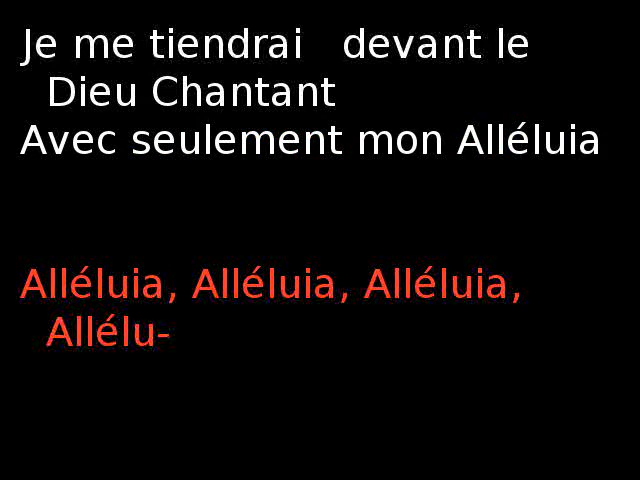 Je me tiendrai devant le
Dieu Chantant
Avec seulement mon Alléluia
Alléluia, Alléluia, Alléluia,
Allélu-